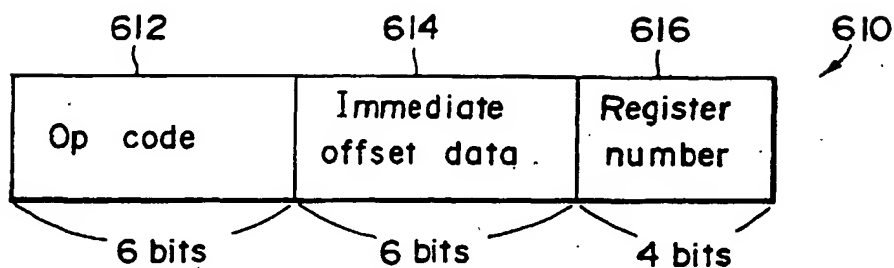 612 614 616 610
Op code
Immediate offset data
Register number
6 bits 6 bits 4 bits